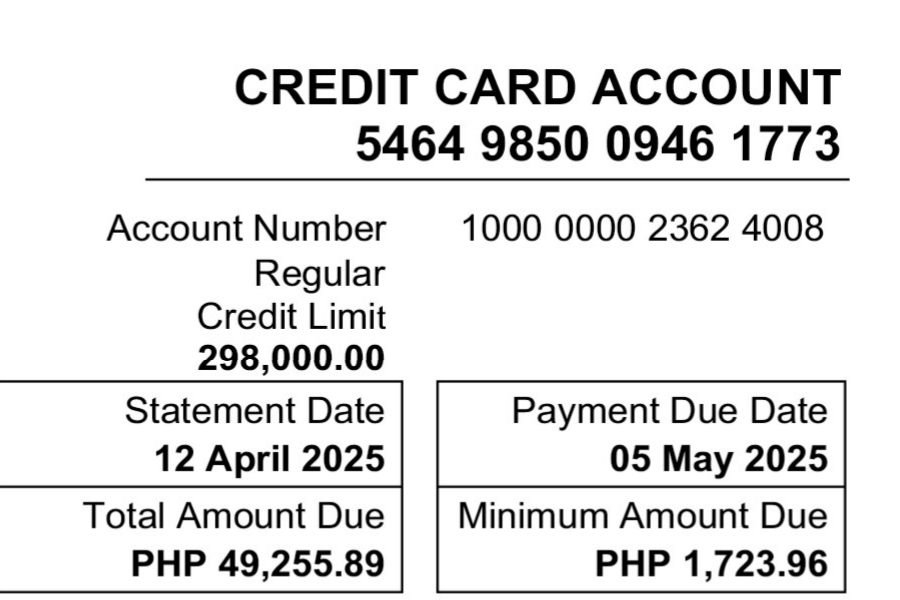 CREDIT CARD ACCOUNT
5464 9850 0946 1773
Account Number 1000 0000 2362 4008
Regular
Credit Limit
298,000.00
Statement Date Payment Due Date
12 April 2025 05 May 2025
Total Amount Due Minimum Amount Due
PHP 49,255.89 PHP 1,723.96